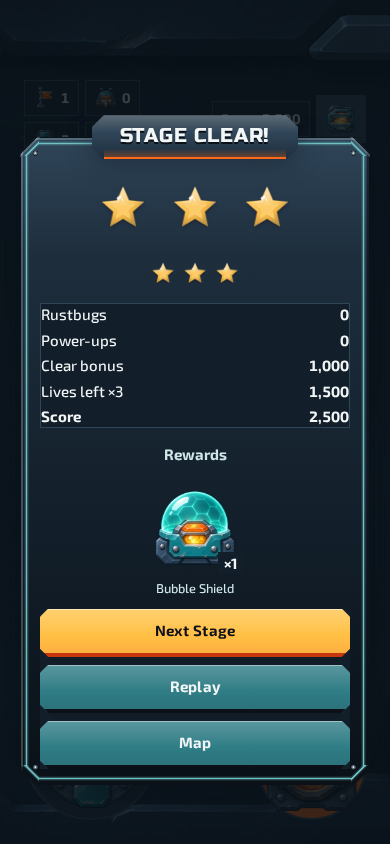 1
0
STAGE CLEAR!
Rustbugs 0
Power-ups 0
Clear bonus 1,000
Lives left ×3 1,500
Score 2,500
Rewards
×1
Bubble Shield
Next Stage
Replay
Map